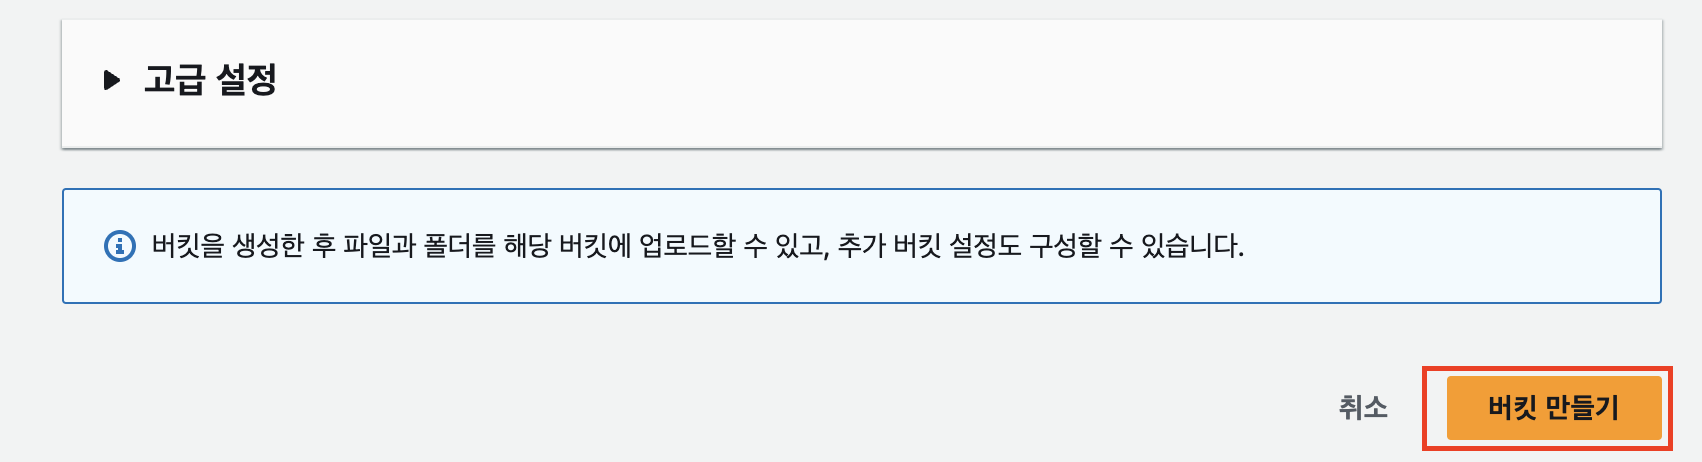 고급 설정
버킷을 생성한 후 파일과 폴더를 해당 버킷에 업로드할 수 있고, 추가 버킷 설정도 구성할 수 있습니다.
취소
버킷 만들기